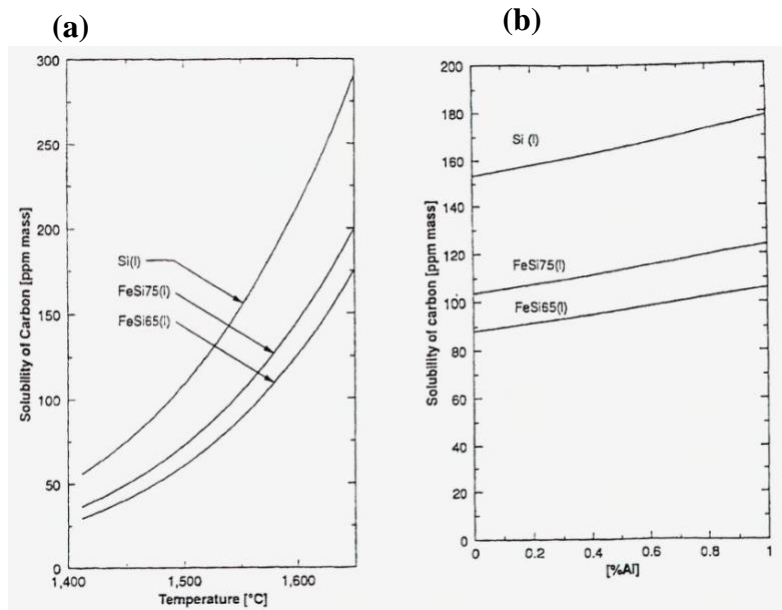 (a)
(b)
300
250
200
150
100
50
0
Solubility of Carbon [ppm mass]
Si(l)
FeSi75(l)
FeSi65(l)
1,400
1,500
1,600
Temperature [°C]
200
180
160
140
120
100
80
60
40
20
0
Solubility of carbon [ppm mass]
Si (l)
FeSi75(l)
FeSi65(l)
0
0.2
0.4
0.6
0.8
1
[%Al]